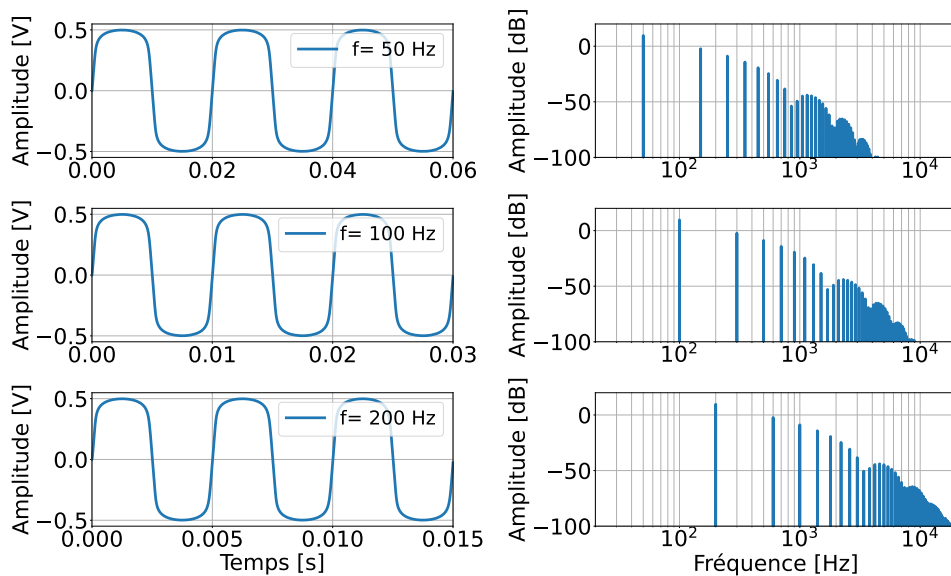 Amplitude [V]
0.5
0.0
−0.5
f= 50 Hz
0.00 0.02 0.04 0.06
Amplitude [dB]
0
−50
−100
10² 10³ 10⁴
Amplitude [V]
0.5
0.0
−0.5
f= 100 Hz
0.00 0.01 0.02 0.03
Amplitude [dB]
0
−50
−100
10² 10³ 10⁴
Amplitude [V]
0.5
0.0
−0.5
f= 200 Hz
0.000 0.005 0.010 0.015
Temps [s]
Amplitude [dB]
0
−50
−100
10² 10³ 10⁴
Fréquence [Hz]